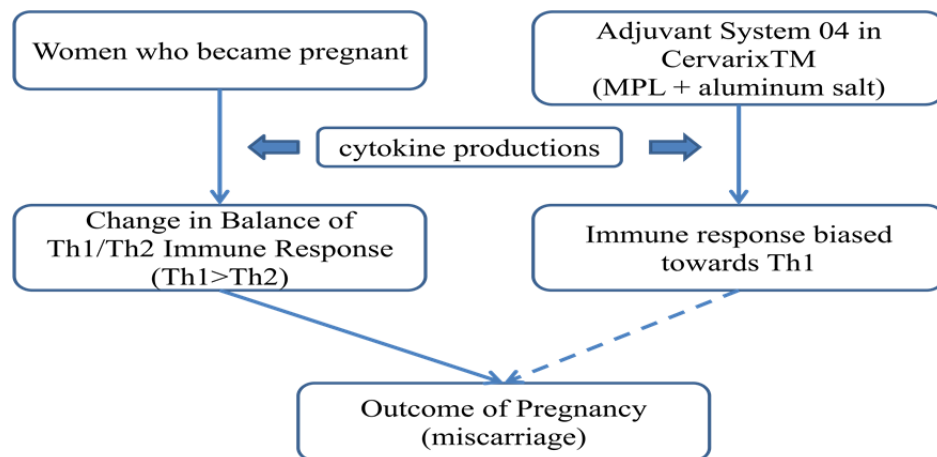 Women who became pregnant
Adjuvant System 04 in
CervarixTM
(MPL + aluminum salt)
cytokine productions
Change in Balance of
Th1/Th2 Immune Response
(Th1>Th2)
Immune response biased
towards Th1
Outcome of Pregnancy
(miscarriage)